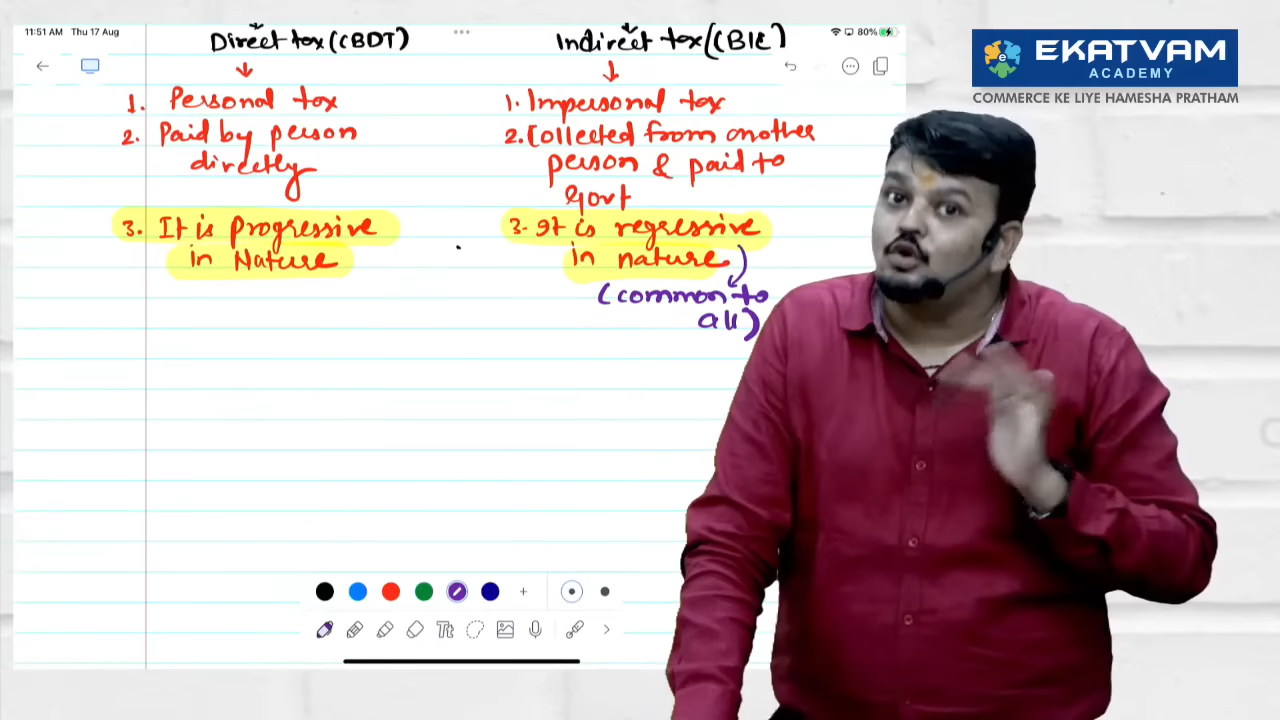 11:51 AM Thu 17 Aug
80%
Direct tax (CBDT)
1. Personal tax
2. Paid by person
directly
3. It is progressive
in Nature
Indirect tax (CBIC)
1. Impersonal tax
2. Collected from another
person & paid to
Govt
3. It is regressive
in nature
(common to
all)
Tt
EKATVAM
ACADEMY
COMMERCE KE LIYE HAMESHA PRATHAM